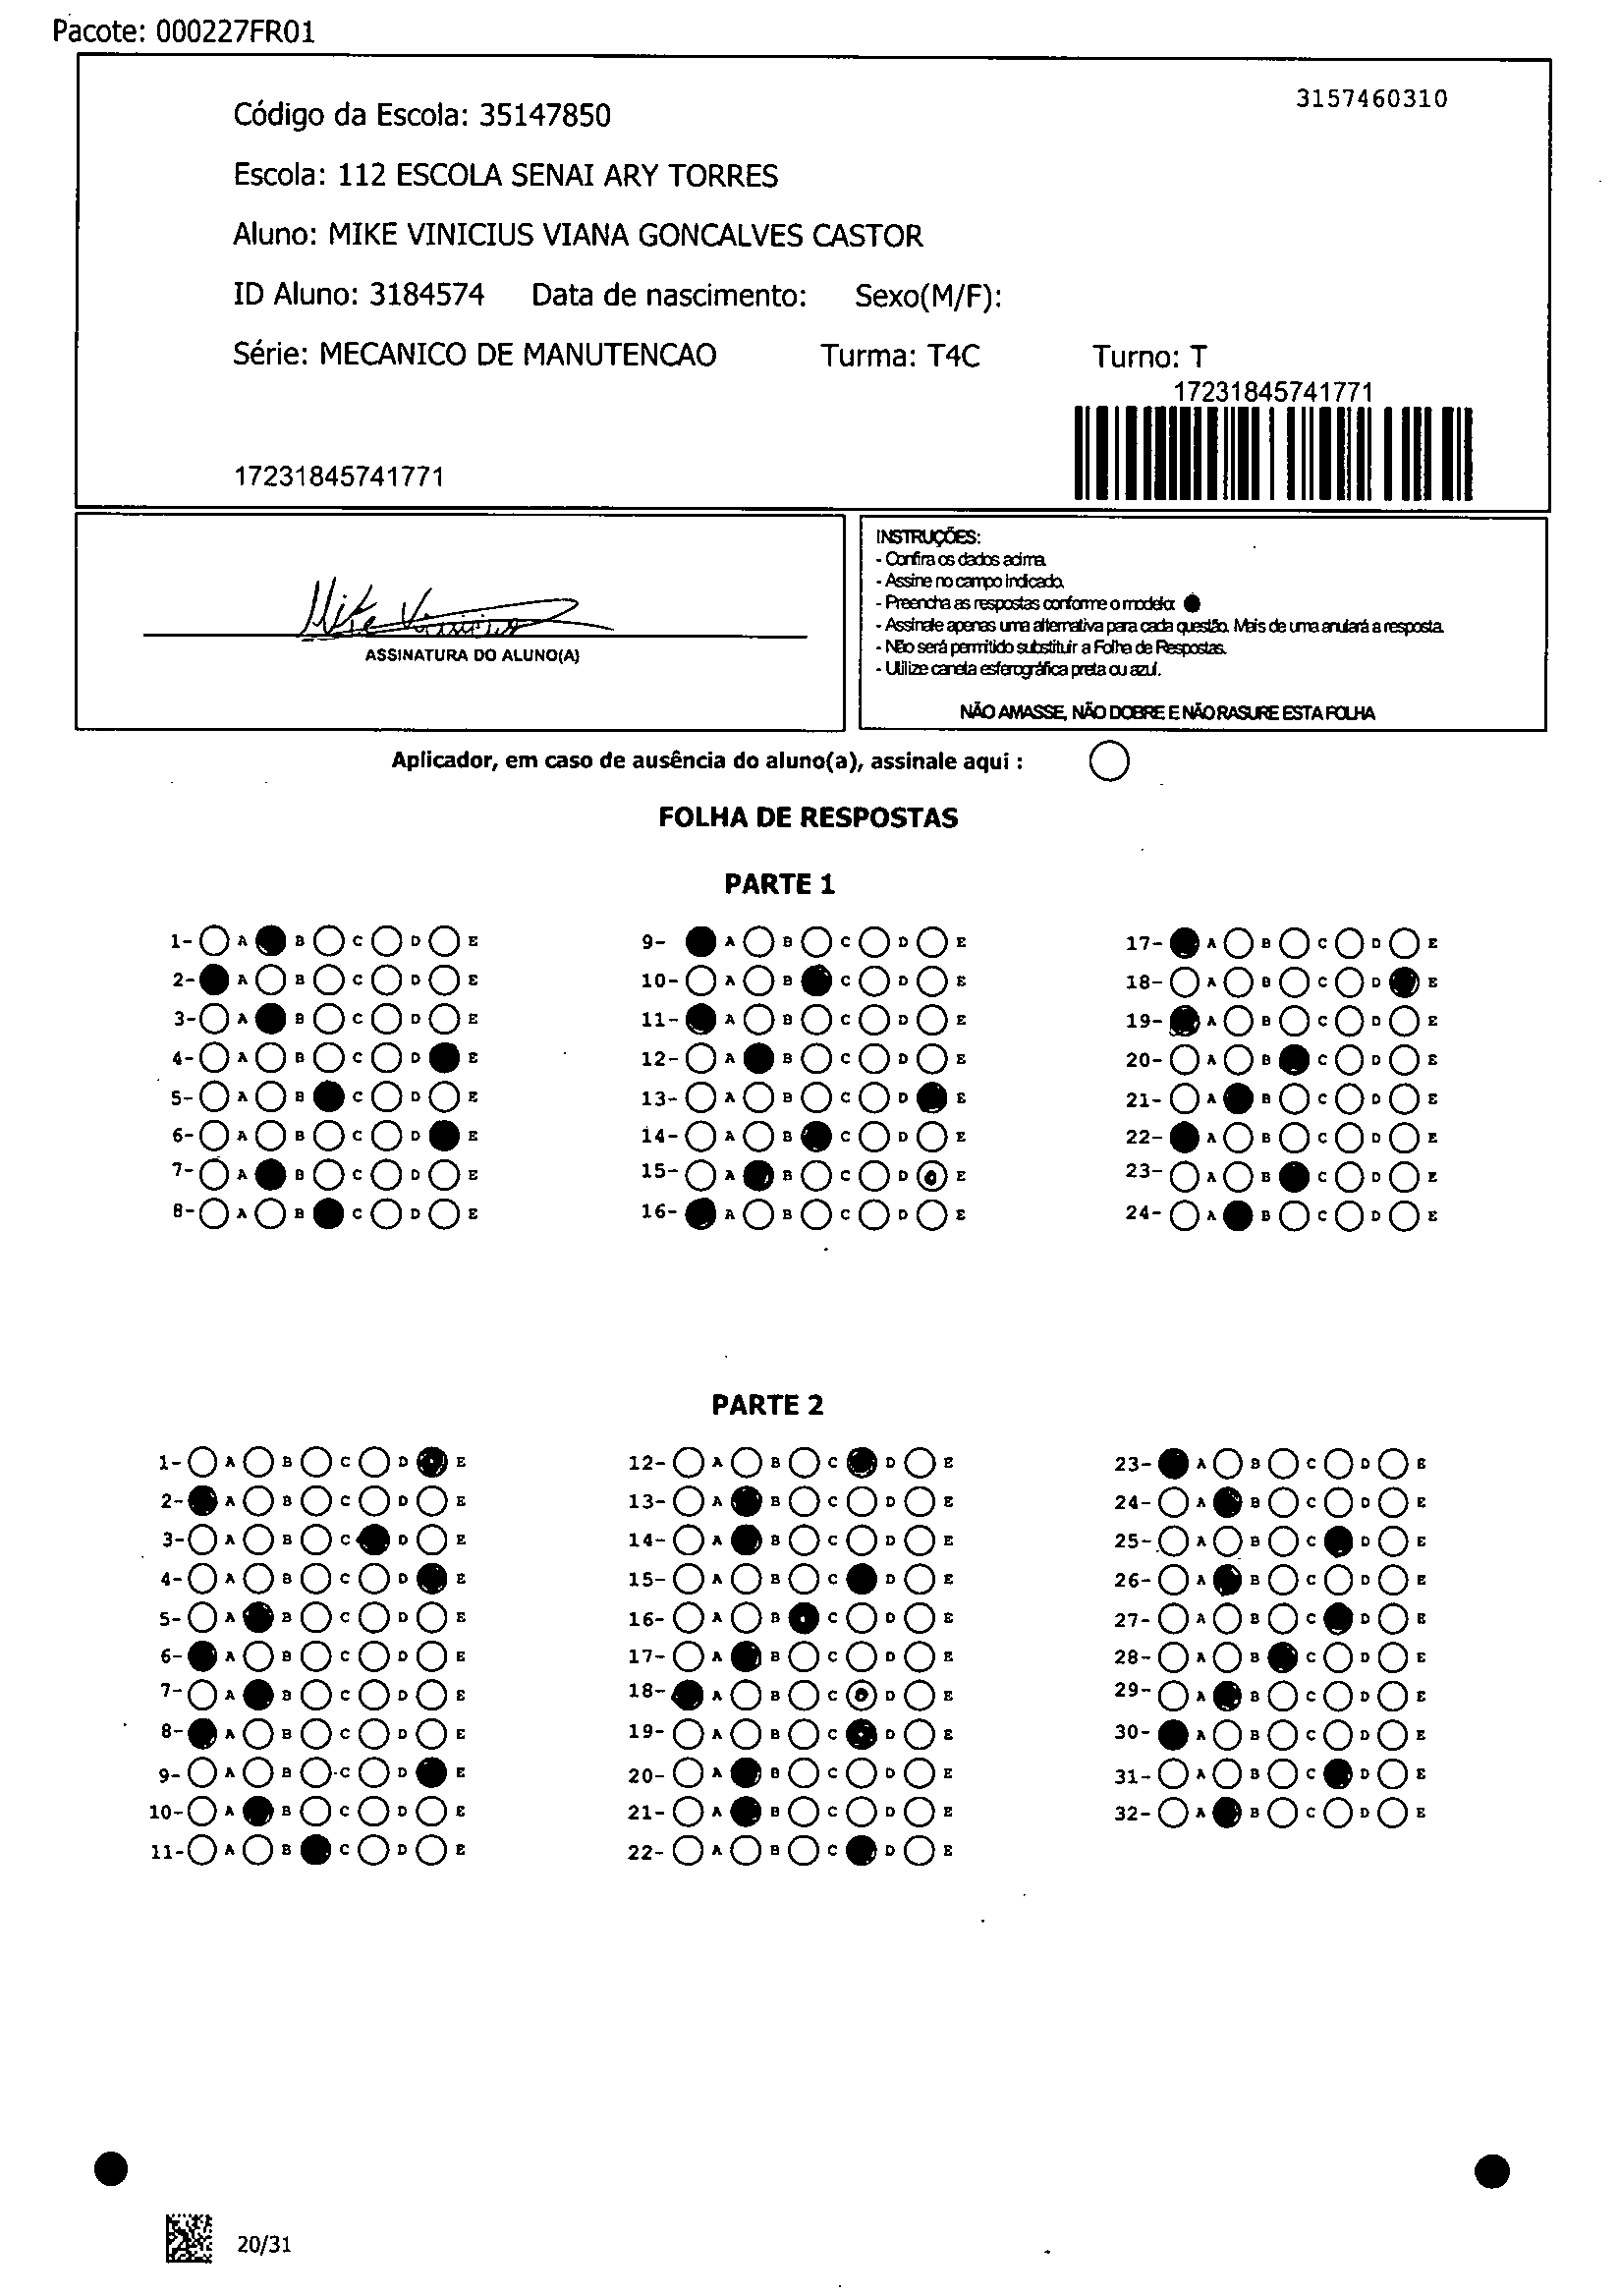 Pacote: 000227FR01
3157460310
Código da Escola: 35147850
Escola: 112 ESCOLA SENAI ARY TORRES
Aluno: MIKE VINICIUS VIANA GONCALVES CASTOR
ID Aluno: 3184574 Data de nascimento: Sexo(M/F):
Série: MECANICO DE MANUTENCAO Turma: T4C Turno: T
17231845741771
17231845741771
Mike Vinicius
ASSINATURA DO ALUNO(A)
INSTRUÇÕES:
- Confira os dados acima.
- Assine no campo indicado.
- Preencha as respostas conforme o modelo:
- Assinale apenas uma alternativa para cada questão. Mais de uma anulará a resposta.
- Não será permitido substituir a Folha de Respostas.
- Utilize caneta esferográfica preta ou azul.
NÃO AMASSE, NÃO DOBRE E NÃO RASURE ESTA FOLHA
Aplicador, em caso de ausência do aluno(a), assinale aqui :
FOLHA DE RESPOSTAS
PARTE 1
1- A B C D E 9- A B C D E 17- A B C D E
2- A B C D E 10- A B C D E 18- A B C D E
3- A B C D E 11- A B C D E 19- A B C D E
4- A B C D E 12- A B C D E 20- A B C D E
5- A B C D E 13- A B C D E 21- A B C D E
6- A B C D E 14- A B C D E 22- A B C D E
7- A B C D E 15- A B C D E 23- A B C D E
8- A B C D E 16- A B C D E 24- A B C D E
PARTE 2
1- A B C D E 12- A B C D E 23- A B C D E
2- A B C D E 13- A B C D E 24- A B C D E
3- A B C D E 14- A B C D E 25- A B C D E
4- A B C D E 15- A B C D E 26- A B C D E
5- A B C D E 16- A B C D E 27- A B C D E
6- A B C D E 17- A B C D E 28- A B C D E
7- A B C D E 18- A B C D E 29- A B C D E
8- A B C D E 19- A B C D E 30- A B C D E
9- A B C D E 20- A B C D E 31- A B C D E
10- A B C D E 21- A B C D E 32- A B C D E
11- A B C D E 22- A B C D E
20/31